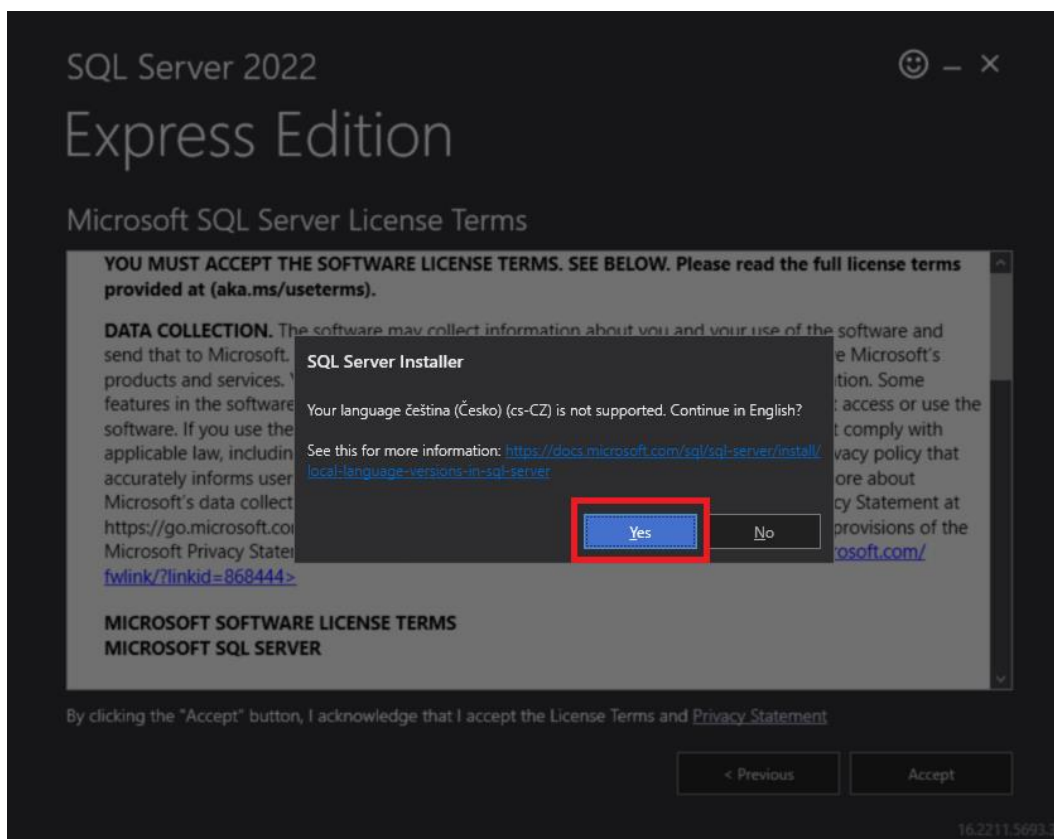 SQL Server 2022
Express Edition
Microsoft SQL Server License Terms
YOU MUST ACCEPT THE SOFTWARE LICENSE TERMS. SEE BELOW. Please read the full license terms
provided at (aka.ms/useterms).
DATA COLLECTION. The software may collect information about you and your use of the software and
send that to Microsoft. e Microsoft's
products and services. tion. Some
features in the software access or use the
software. If you use the t comply with
applicable law, includin vacy policy that
accurately informs user ore about
Microsoft's data collect cy Statement at
https://go.microsoft.co provisions of the
Microsoft Privacy Stater osoft.com/
fwlink/?linkid=868444>
MICROSOFT SOFTWARE LICENSE TERMS
MICROSOFT SQL SERVER
SQL Server Installer
Your language čeština (Česko) (cs-CZ) is not supported. Continue in English?
See this for more information: https://docs.microsoft.com/sql/sql-server/install/
local-language-versions-in-sql-server
Yes No
By clicking the "Accept" button, I acknowledge that I accept the License Terms and Privacy Statement
< Previous Accept